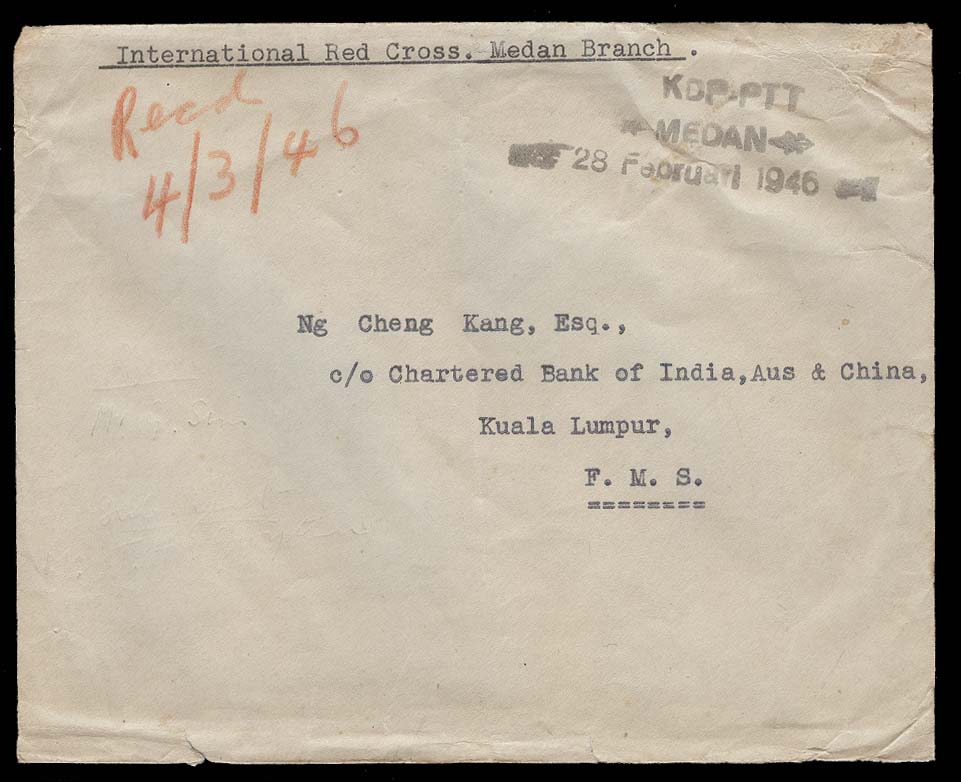 International Red Cross. Medan Branch .
Recd
4/3/46
KDP-PTT
MEDAN
28 Februari 1946
Ng Cheng Kang, Esq.,
c/o Chartered Bank of India,Aus & China,
Kuala Lumpur,
F. M. S.
========